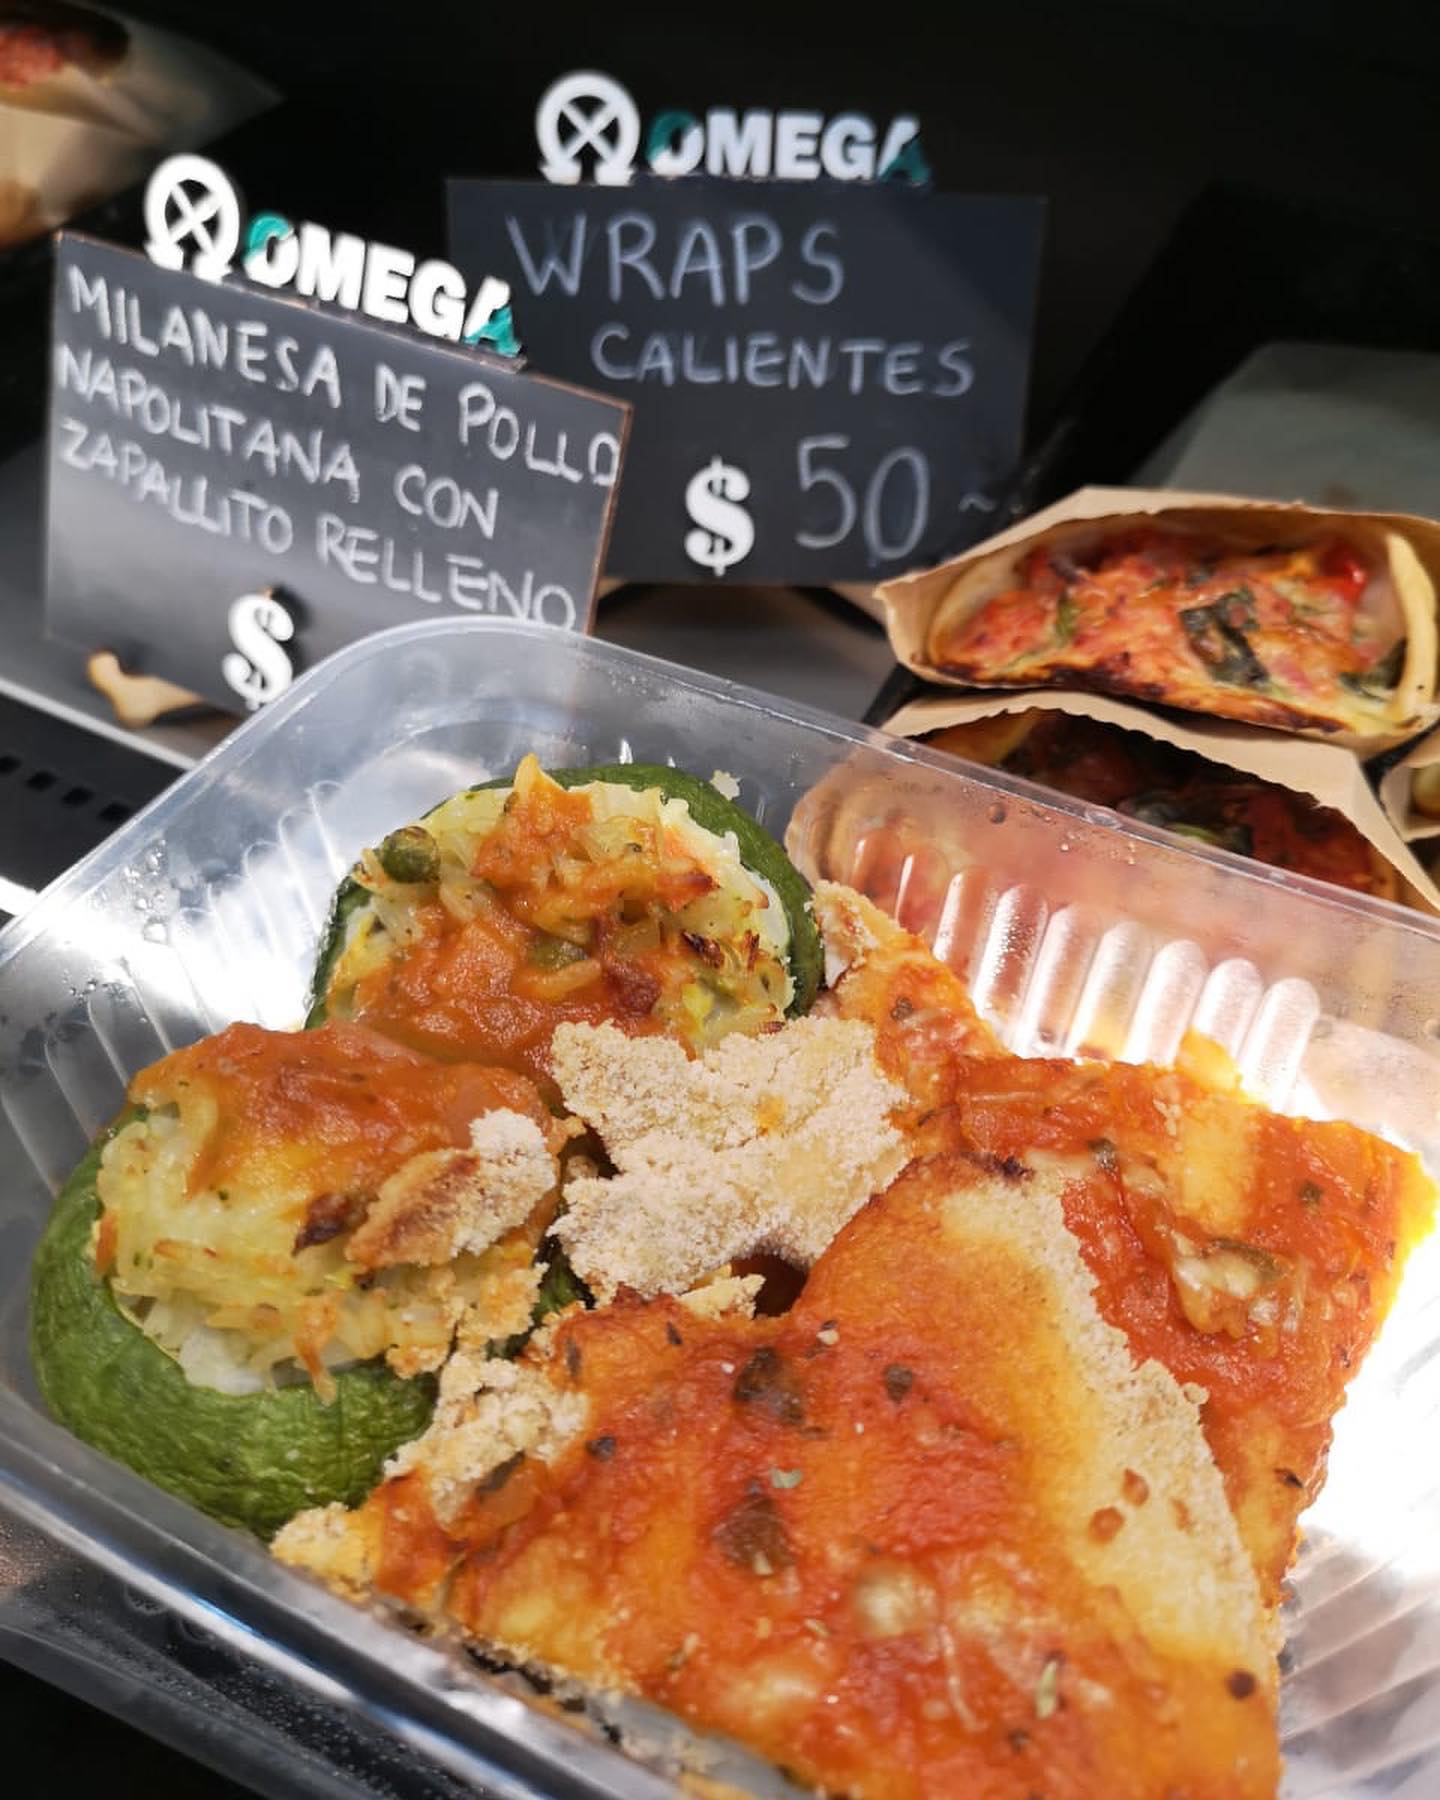 OMEGA
MILANESA DE POLLO
NAPOLITANA CON
ZAPALLITO RELLENO
$
OMEGA
WRAPS
CALIENTES
$ 50~